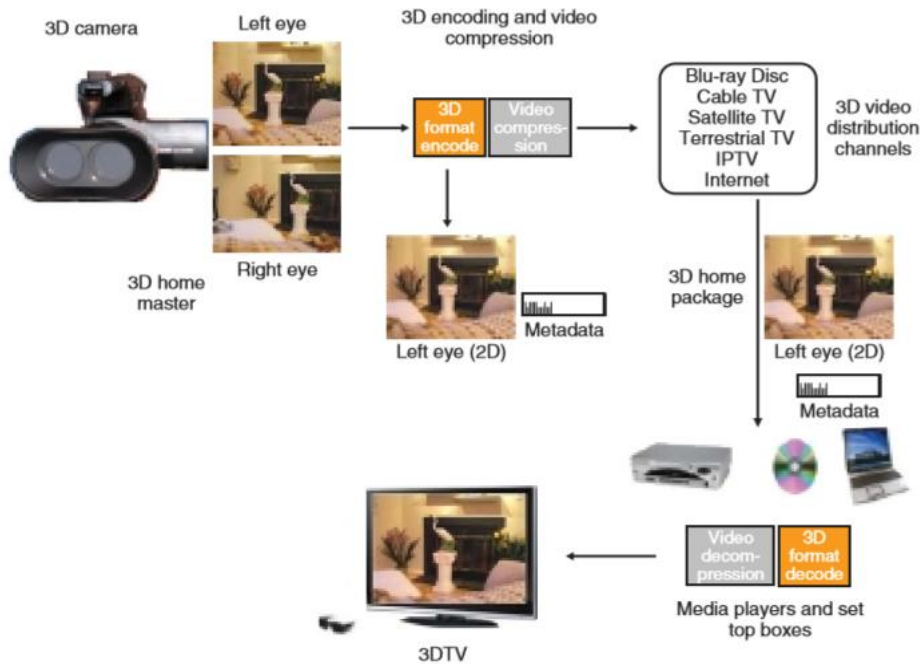 3D camera
Left eye
Right eye
3D home
master
3D encoding and video
compression
3D
format
encode
Video
compres-
sion
Left eye (2D)
Metadata
Blu-ray Disc
Cable TV
Satellite TV
Terrestrial TV
IPTV
Internet
3D video
distribution
channels
3D home
package
Left eye (2D)
Metadata
Video
decom-
pression
3D
format
decode
Media players and set
top boxes
3DTV